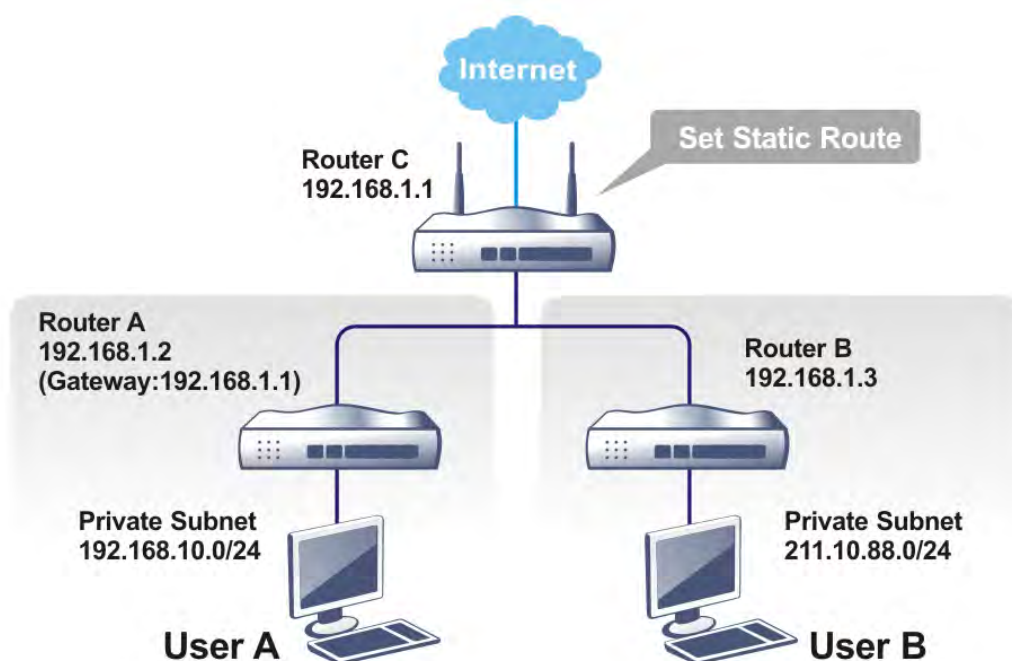 Internet
Set Static Route
Router C
192.168.1.1
Router A
192.168.1.2
(Gateway:192.168.1.1)
Router B
192.168.1.3
Private Subnet
192.168.10.0/24
Private Subnet
211.10.88.0/24
User A
User B